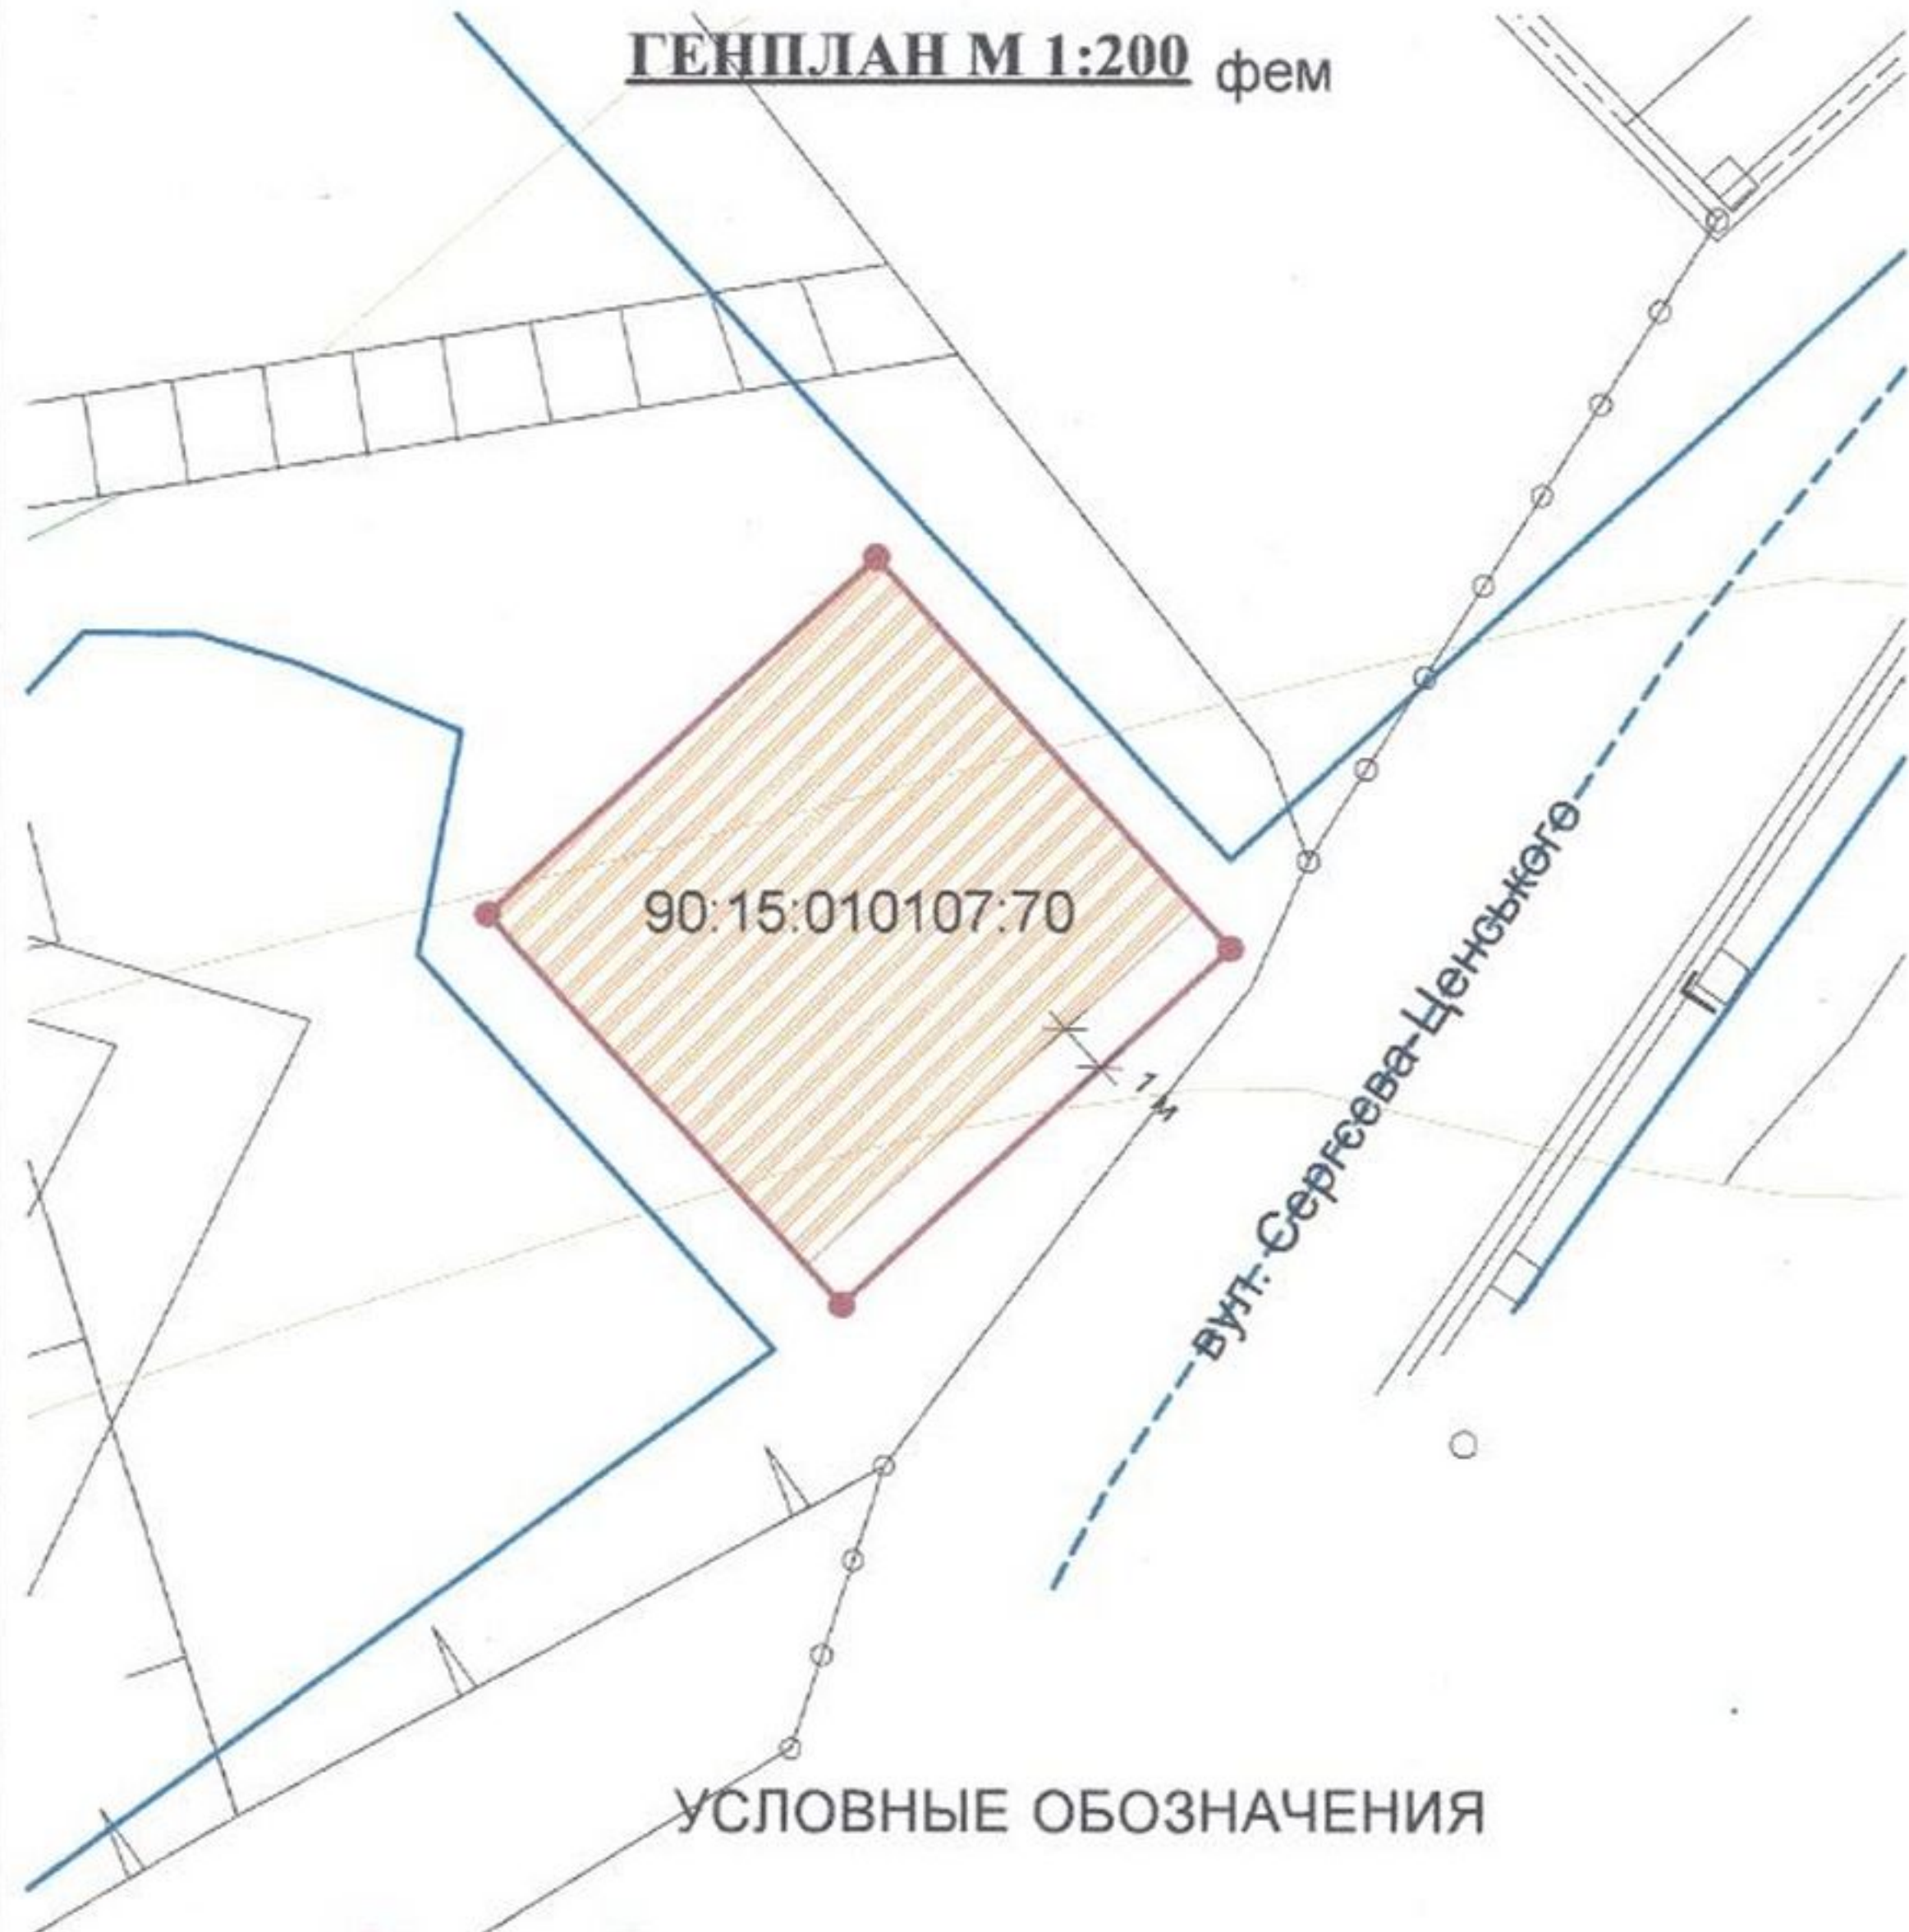 ГЕНПЛАН М 1:200 фем
90:15:010107:70
1 м
вул. Сергєєва-Ценського
Г
УСЛОВНЫЕ ОБОЗНАЧЕНИЯ